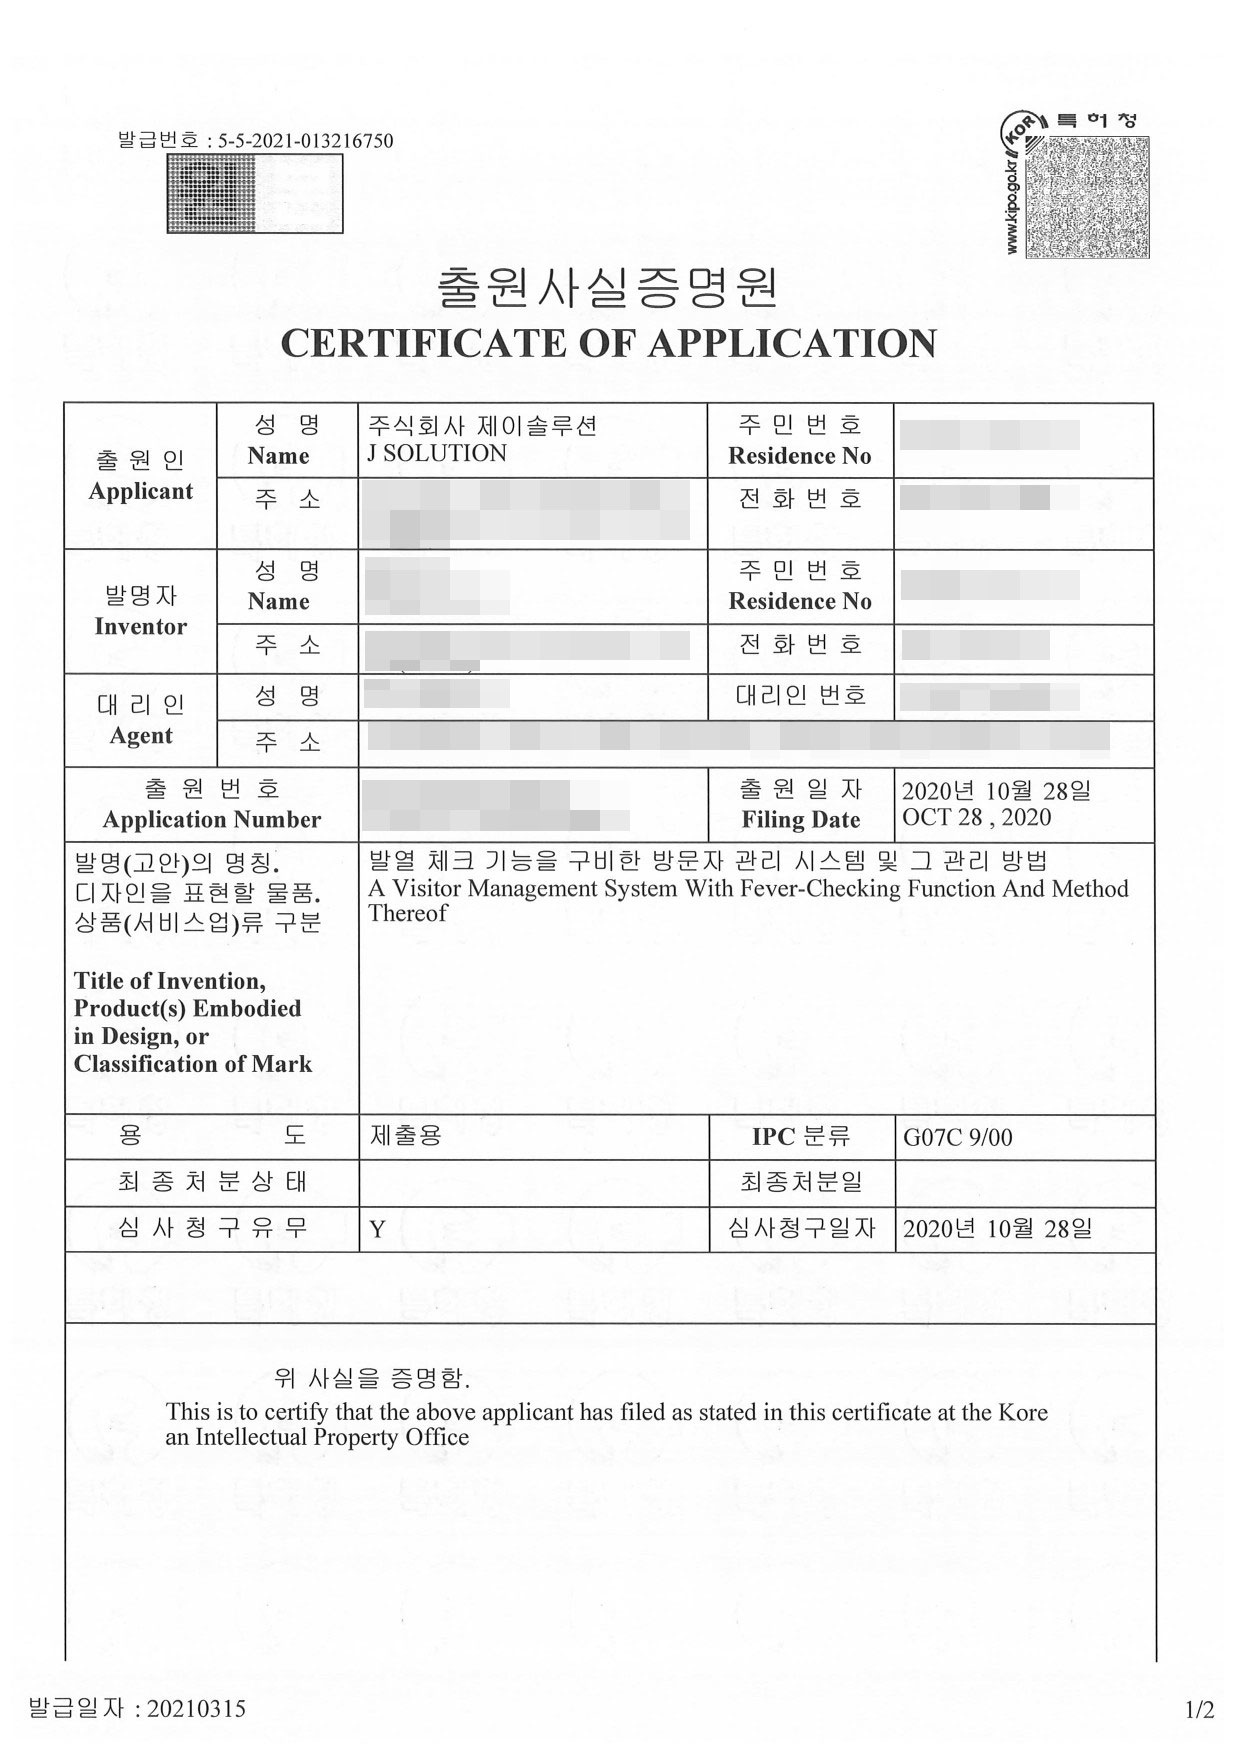 발급번호 : 5-5-2021-013216750
원
KOR
특허청
www.kipo.go.kr
출원사실증명원
CERTIFICATE OF APPLICATION
출 원 인
Applicant
성 명
Name
주식회사 제이솔루션
J SOLUTION
주 민 번 호
Residence No
주 소
전 화 번 호
발명자
Inventor
성 명
Name
주 민 번 호
Residence No
주 소
전 화 번 호
대 리 인
Agent
성 명
대리인 번호
주 소
출 원 번 호
Application Number
출 원 일 자
Filing Date
2020년 10월 28일
OCT 28 , 2020
발명(고안)의 명칭.
디자인을 표현할 물품.
상품(서비스업)류 구분
Title of Invention,
Product(s) Embodied
in Design, or
Classification of Mark
발열 체크 기능을 구비한 방문자 관리 시스템 및 그 관리 방법
A Visitor Management System With Fever-Checking Function And Method
Thereof
용 도
제출용
IPC 분류
G07C 9/00
최 종 처 분 상 태
최종처분일
심 사 청 구 유 무
Y
심사청구일자
2020년 10월 28일
위 사실을 증명함.
This is to certify that the above applicant has filed as stated in this certificate at the Kore
an Intellectual Property Office
발급일자 : 20210315
1/2